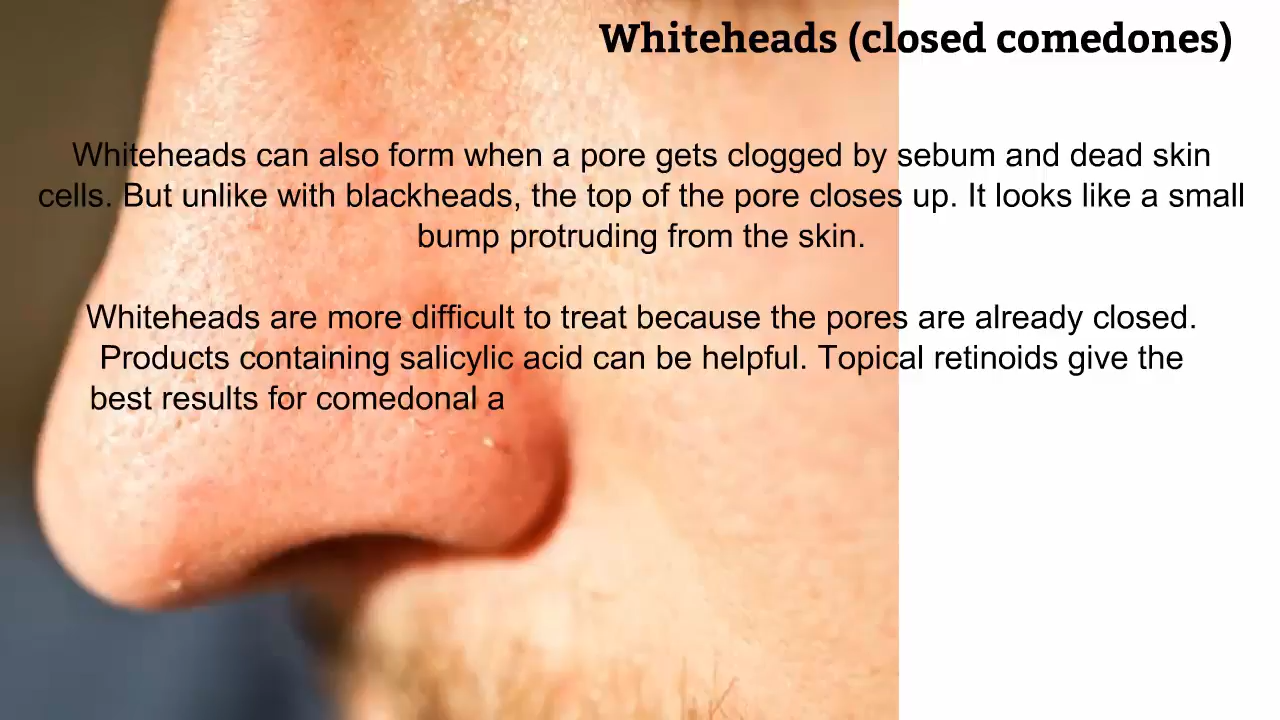 Whiteheads (closed comedones)
Whiteheads can also form when a pore gets clogged by sebum and dead skin
cells. But unlike with blackheads, the top of the pore closes up. It looks like a small
bump protruding from the skin.
Whiteheads are more difficult to treat because the pores are already closed.
Products containing salicylic acid can be helpful. Topical retinoids give the
best results for comedonal a